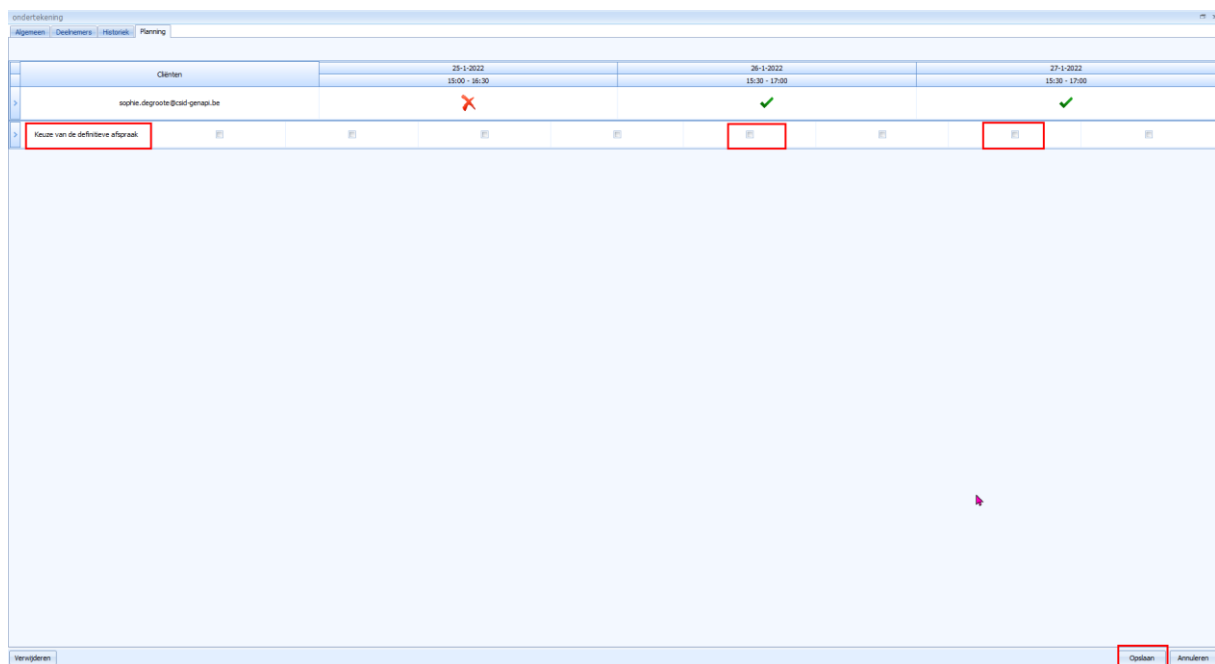 ondertekening
Algemeen Deelnemers Historiek Planning
Cliënten 25-1-2022 26-1-2022 27-1-2022
15:00 - 16:30 15:30 - 17:00 15:30 - 17:00
sophie.degroote@csid-genapi.be
Keuze van de definitieve afspraak
Verwijderen Opslaan Annuleren